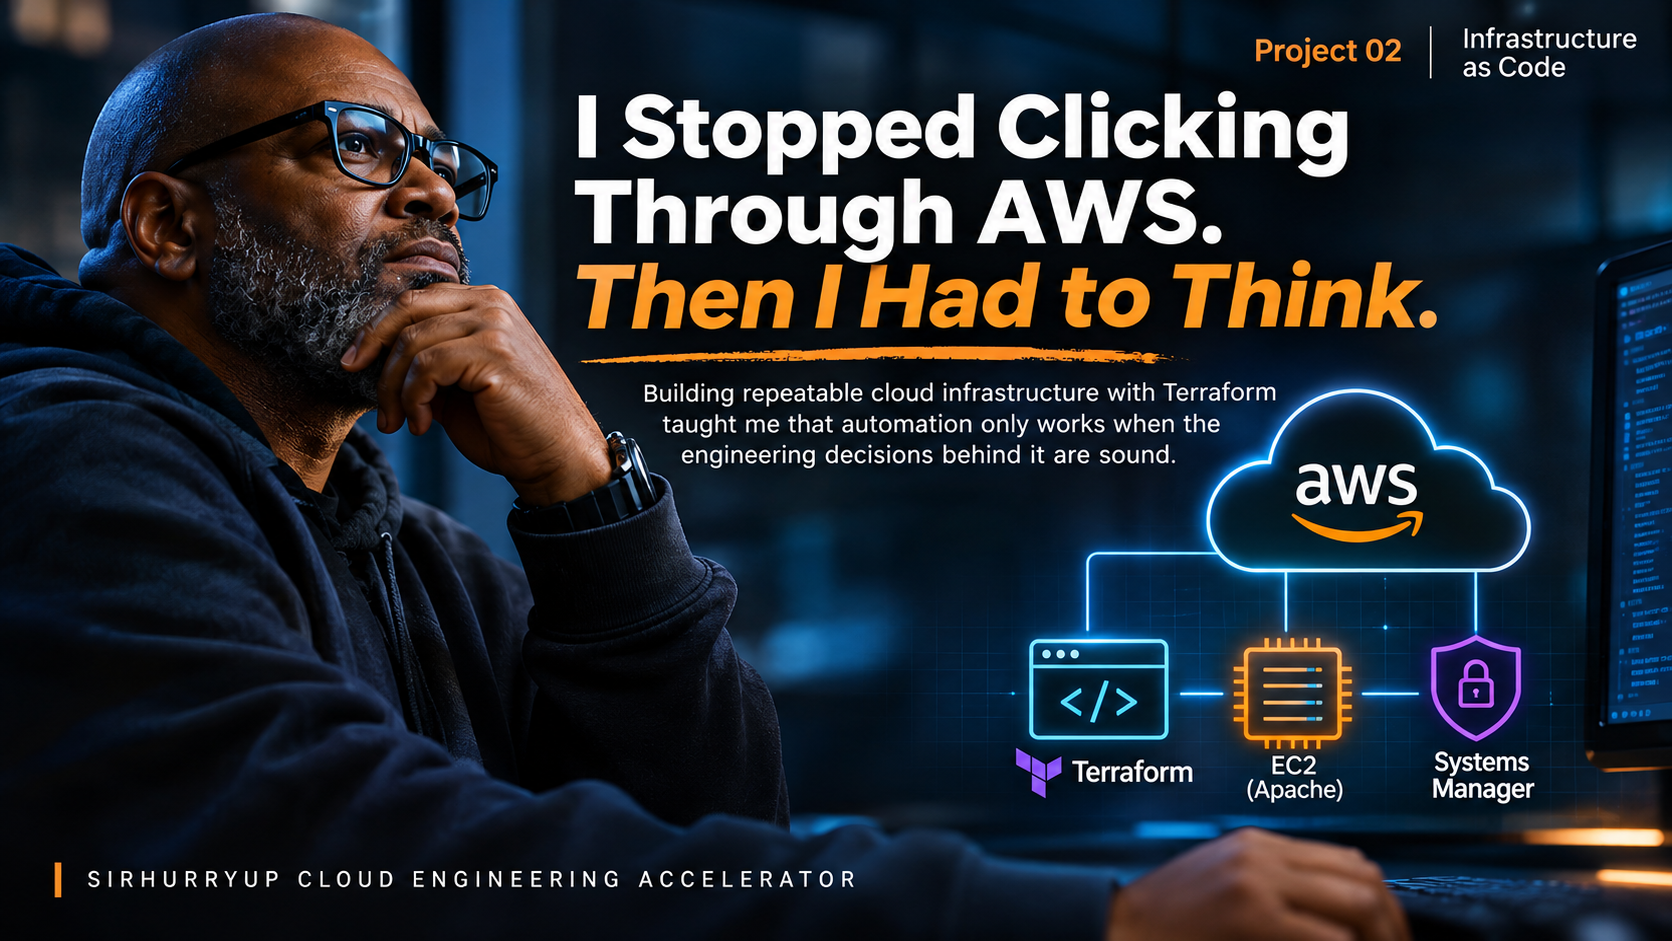 Project 02
Infrastructure
as Code
I Stopped Clicking
Through AWS.
Then I Had to Think.
Building repeatable cloud infrastructure with Terraform
taught me that automation only works when the
engineering decisions behind it are sound.
aws
</>
Terraform
EC2
(Apache)
Systems
Manager
SIRHURRYUP CLOUD ENGINEERING ACCELERATOR